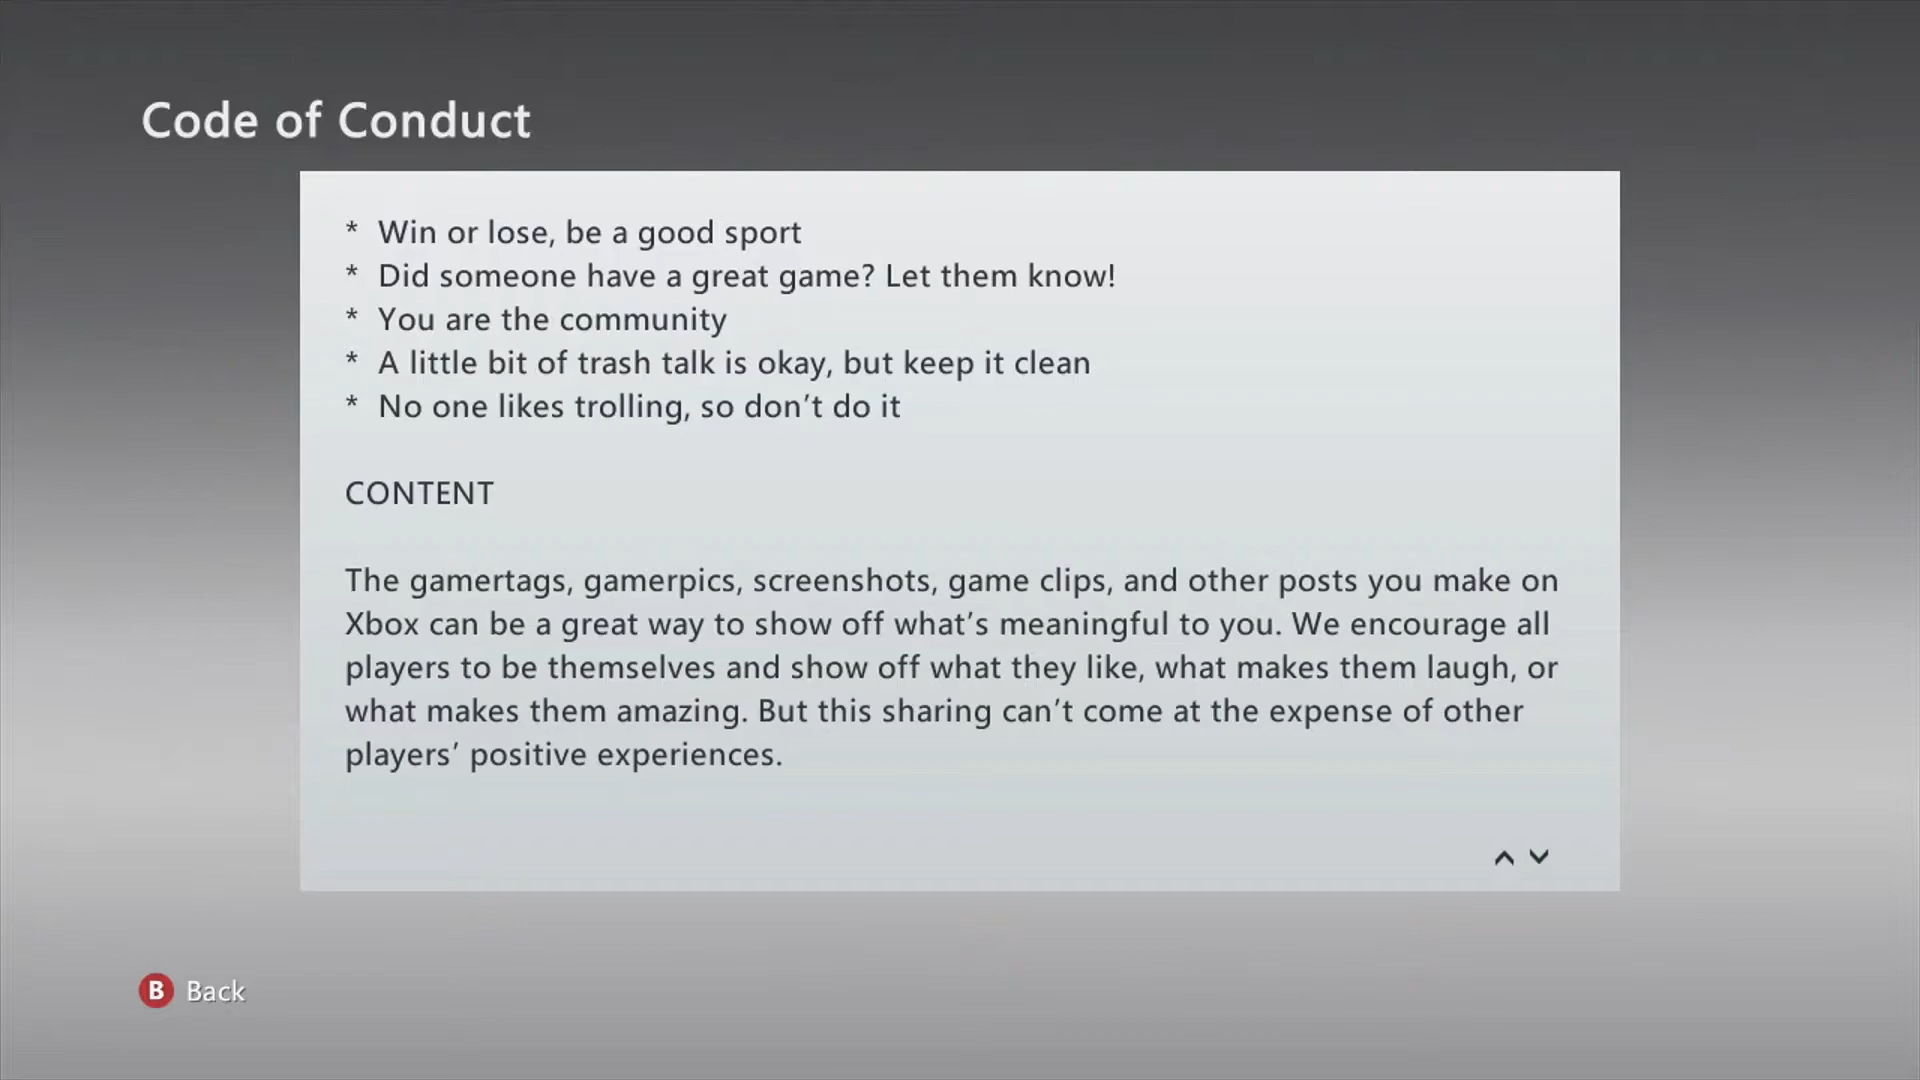 Code of Conduct
* Win or lose, be a good sport
* Did someone have a great game? Let them know!
* You are the community
* A little bit of trash talk is okay, but keep it clean
* No one likes trolling, so don’t do it
CONTENT
The gamertags, gamerpics, screenshots, game clips, and other posts you make on
Xbox can be a great way to show off what’s meaningful to you. We encourage all
players to be themselves and show off what they like, what makes them laugh, or
what makes them amazing. But this sharing can’t come at the expense of other
players’ positive experiences.
B Back